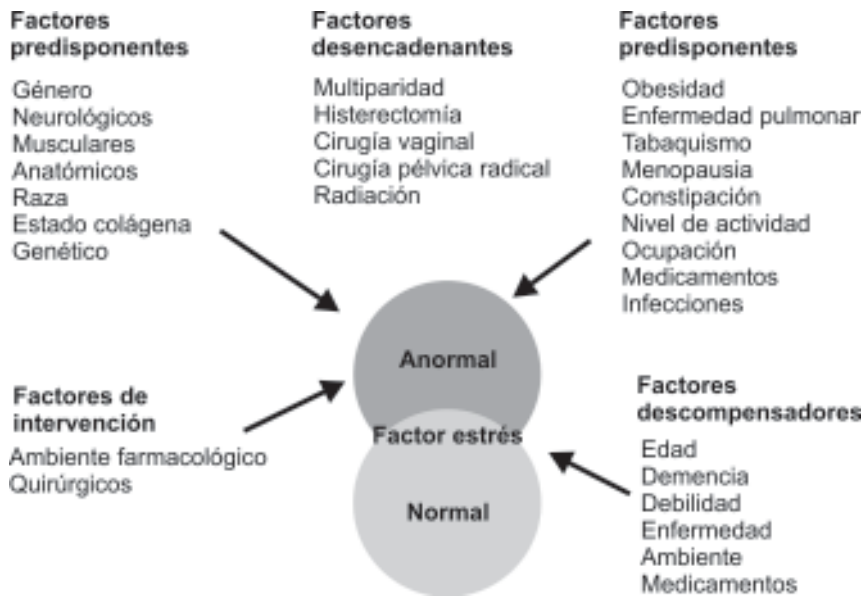 Factores
predisponentes
Género
Neurológicos
Musculares
Anatómicos
Raza
Estado colágena
Genético
Factores
desencadenantes
Multiparidad
Histerectomía
Cirugía vaginal
Cirugía pélvica radical
Radiación
Factores
predisponentes
Obesidad
Enfermedad pulmonar
Tabaquismo
Menopausia
Constipación
Nivel de actividad
Ocupación
Medicamentos
Infecciones
Anormal
Factor estrés
Normal
Factores de
intervención
Ambiente farmacológico
Quirúrgicos
Factores
descompensadores
Edad
Demencia
Debilidad
Enfermedad
Ambiente
Medicamentos